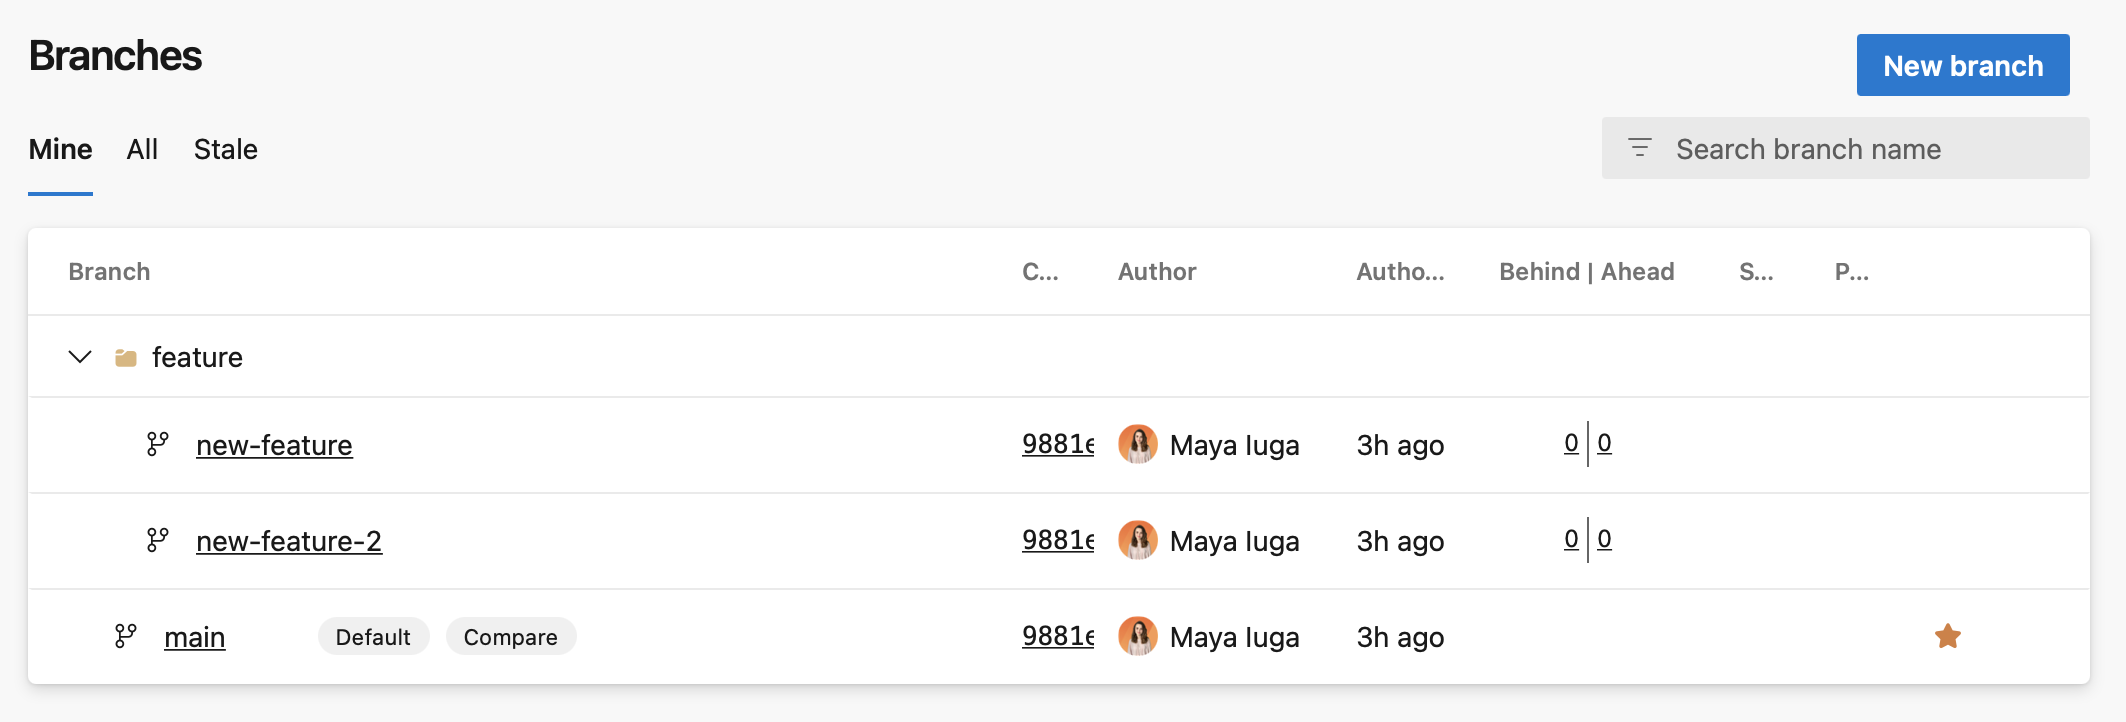 Branches
New branch
Mine All Stale
Search branch name
Branch C... Author Autho... Behind | Ahead S... P...
feature
new-feature 9881e Maya Iuga 3h ago 0 | 0
new-feature-2 9881e Maya Iuga 3h ago 0 | 0
main Default Compare 9881e Maya Iuga 3h ago